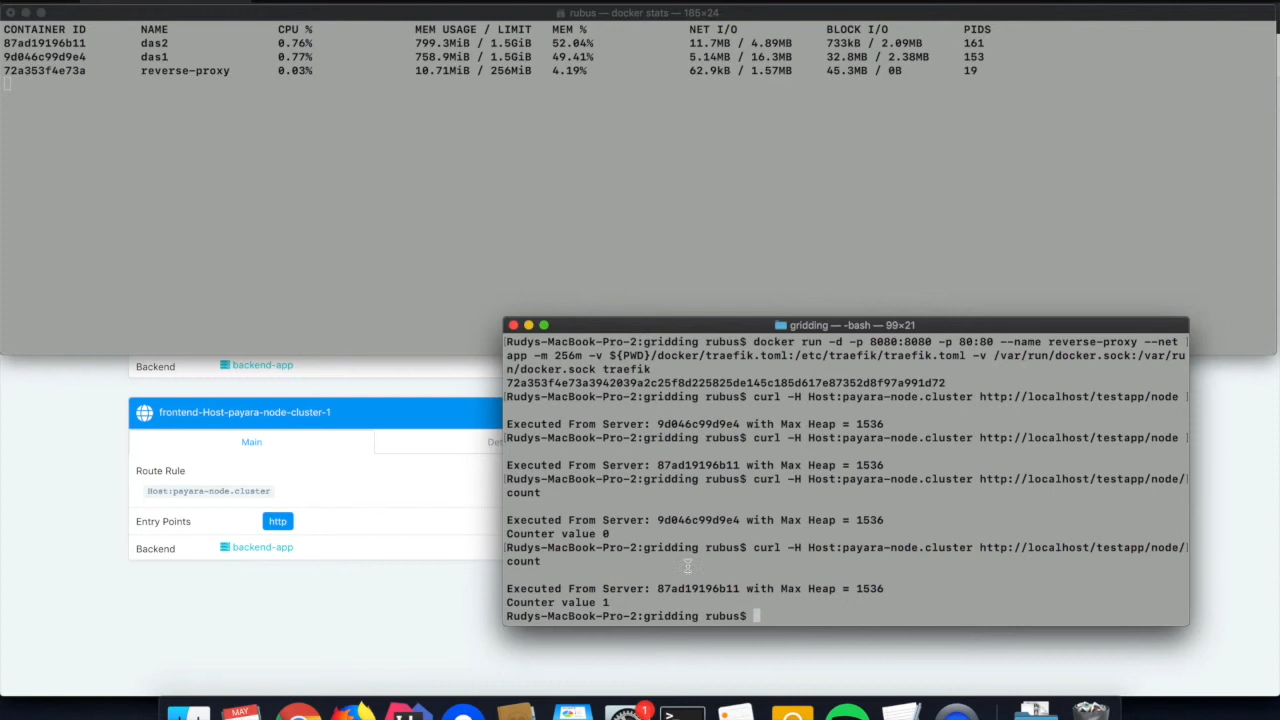 rubus — docker stats — 185×24
CONTAINER ID NAME CPU % MEM USAGE / LIMIT MEM % NET I/O BLOCK I/O PIDS
87ad19196b11 das2 0.76% 799.3MiB / 1.5GiB 52.04% 11.7MB / 4.89MB 733kB / 2.09MB 161
9d046c99d9e4 das1 0.77% 758.9MiB / 1.5GiB 49.41% 5.14MB / 16.3MB 32.8MB / 2.38MB 153
72a353f4e73a reverse-proxy 0.03% 10.71MiB / 256MiB 4.19% 62.9kB / 1.57MB 45.3MB / 0B 19
Backend backend-app
frontend-Host-payara-node-cluster-1
Main
Route Rule
Host:payara-node.cluster
Entry Points http
Backend backend-app
gridding — -bash — 99×21
[Rudys-MacBook-Pro-2:gridding rubus$ docker run -d -p 8080:8080 -p 80:80 --name reverse-proxy --net ]
app -m 256m -v ${PWD}/docker/traefik.toml:/etc/traefik/traefik.toml -v /var/run/docker.sock:/var/ru
n/docker.sock traefik
72a353f4e73a3942039a2c25f8d225825de145c185d617e87352d8f97a991d72
[Rudys-MacBook-Pro-2:gridding rubus$ curl -H Host:payara-node.cluster http://localhost/testapp/node ]
Executed From Server: 9d046c99d9e4 with Max Heap = 1536
[Rudys-MacBook-Pro-2:gridding rubus$ curl -H Host:payara-node.cluster http://localhost/testapp/node ]
Executed From Server: 87ad19196b11 with Max Heap = 1536
[Rudys-MacBook-Pro-2:gridding rubus$ curl -H Host:payara-node.cluster http://localhost/testapp/node/]
count
Executed From Server: 9d046c99d9e4 with Max Heap = 1536
Counter value 0
[Rudys-MacBook-Pro-2:gridding rubus$ curl -H Host:payara-node.cluster http://localhost/testapp/node/]
count
Executed From Server: 87ad19196b11 with Max Heap = 1536
Counter value 1
Rudys-MacBook-Pro-2:gridding rubus$
MAY
1